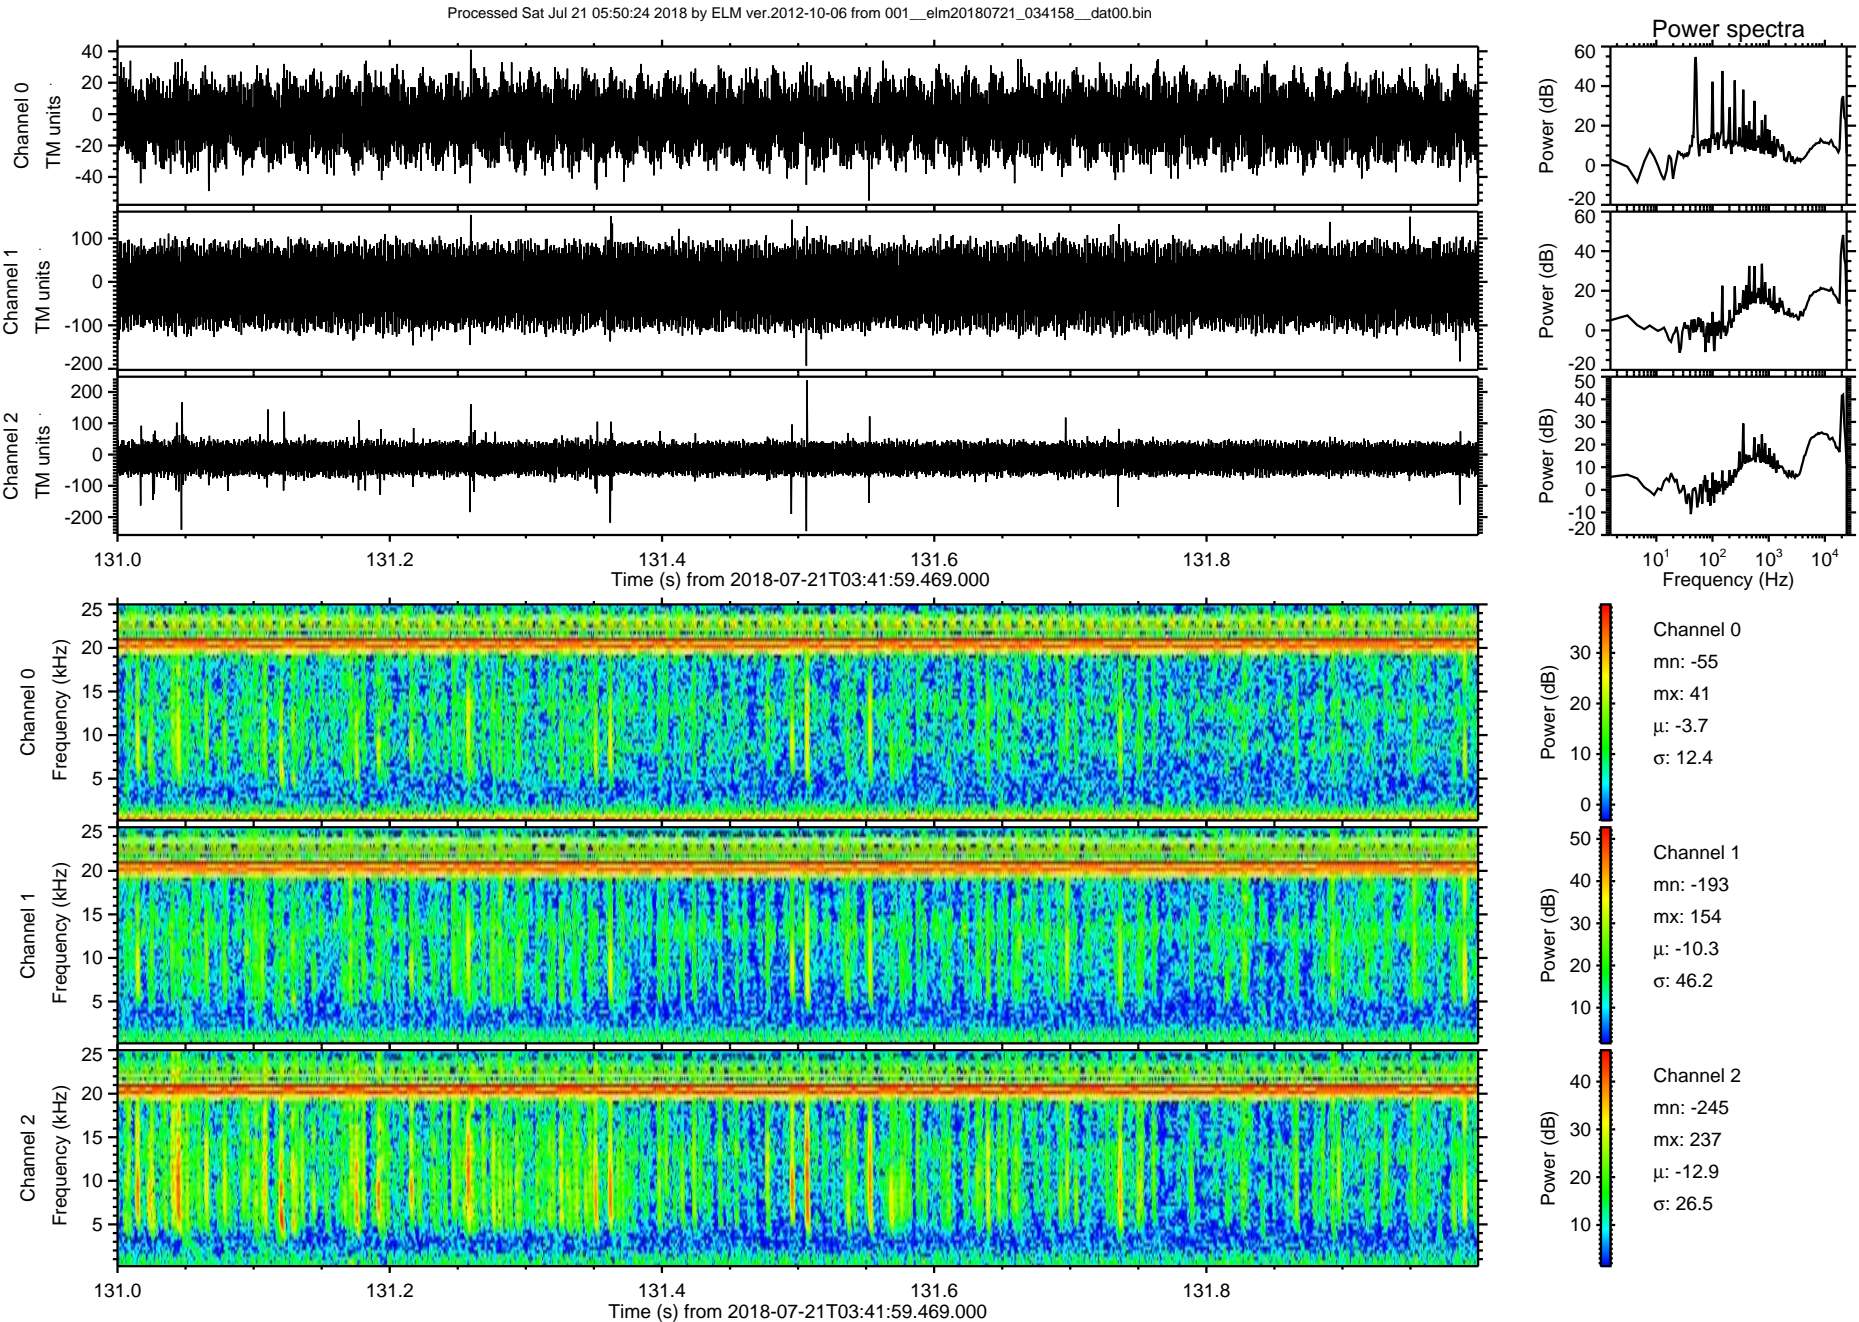 Processed Sat Jul 21 05:50:24 2018 by ELM ver.2012-10-06 from 001__elm20180721_034158__dat00.bin
Power spectra
Channel 0
TM units
40
20
0
-20
-40
Power (dB)
60
40
20
0
-20
Channel 1
TM units
100
0
-100
-200
Power (dB)
60
40
20
0
-20
Channel 2
TM units
200
100
0
-100
-200
Power (dB)
50
40
30
20
10
0
-10
-20
131.0 131.2 131.4 131.6 131.8
Time (s) from 2018-07-21T03:41:59.469.000
10¹ 10² 10³ 10⁴
Frequency (Hz)
Channel 0
Frequency (kHz)
25
20
15
10
5
Power (dB)
30
20
10
0
Channel 0
mn: -55
mx: 41
μ: -3.7
σ: 12.4
Channel 1
Frequency (kHz)
25
20
15
10
5
Power (dB)
50
40
30
20
10
Channel 1
mn: -193
mx: 154
μ: -10.3
σ: 46.2
Channel 2
Frequency (kHz)
25
20
15
10
5
Power (dB)
40
30
20
10
Channel 2
mn: -245
mx: 237
μ: -12.9
σ: 26.5
131.0 131.2 131.4 131.6 131.8
Time (s) from 2018-07-21T03:41:59.469.000